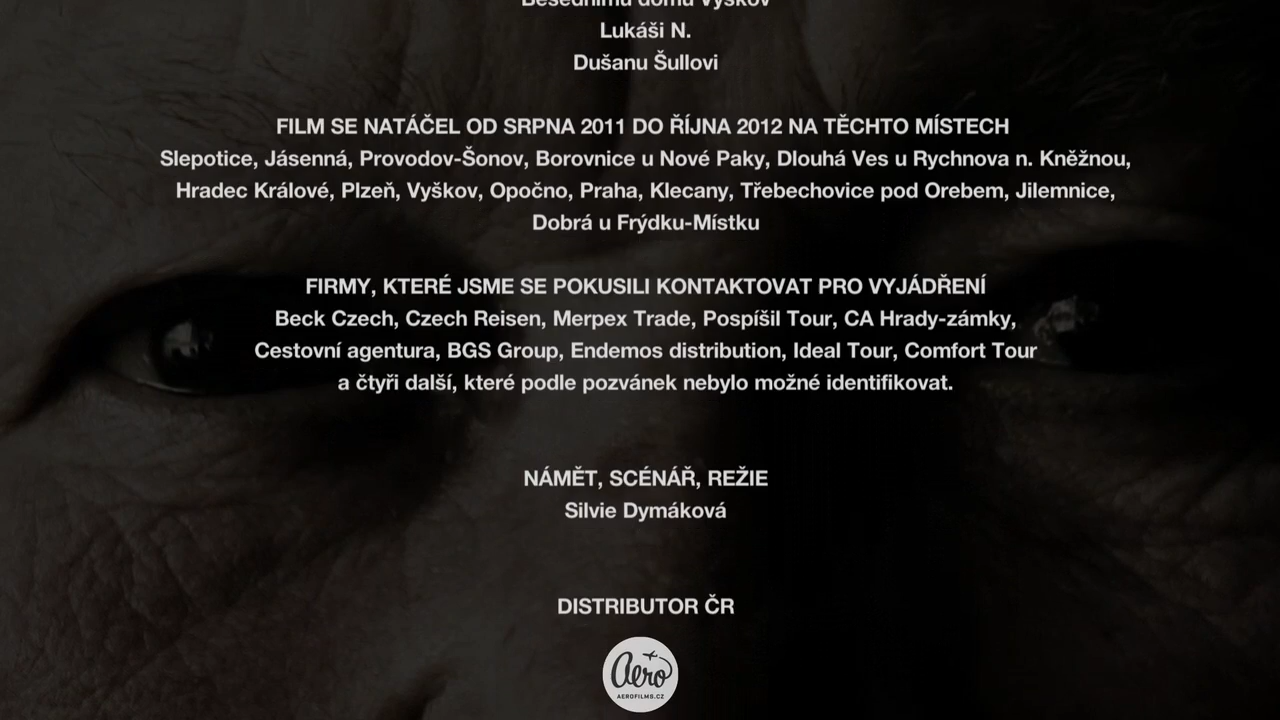 Besednímu domu Vyškov
Lukáši N.
Dušanu Šullovi
FILM SE NATÁČEL OD SRPNA 2011 DO ŘÍJNA 2012 NA TĚCHTO MÍSTECH
Slepotice, Jásenná, Provodov-Šonov, Borovnice u Nové Paky, Dlouhá Ves u Rychnova n. Kněžnou,
Hradec Králové, Plzeň, Vyškov, Opočno, Praha, Klecany, Třebechovice pod Orebem, Jilemnice,
Dobrá u Frýdku-Místku
FIRMY, KTERÉ JSME SE POKUSILI KONTAKTOVAT PRO VYJÁDŘENÍ
Beck Czech, Czech Reisen, Merpex Trade, Pospíšil Tour, CA Hrady-zámky,
Cestovní agentura, BGS Group, Endemos distribution, Ideal Tour, Comfort Tour
a čtyři další, které podle pozvánek nebylo možné identifikovat.
NÁMĚT, SCÉNÁŘ, REŽIE
Silvie Dymáková
DISTRIBUTOR ČR
Aero
AEROFILMS.CZ